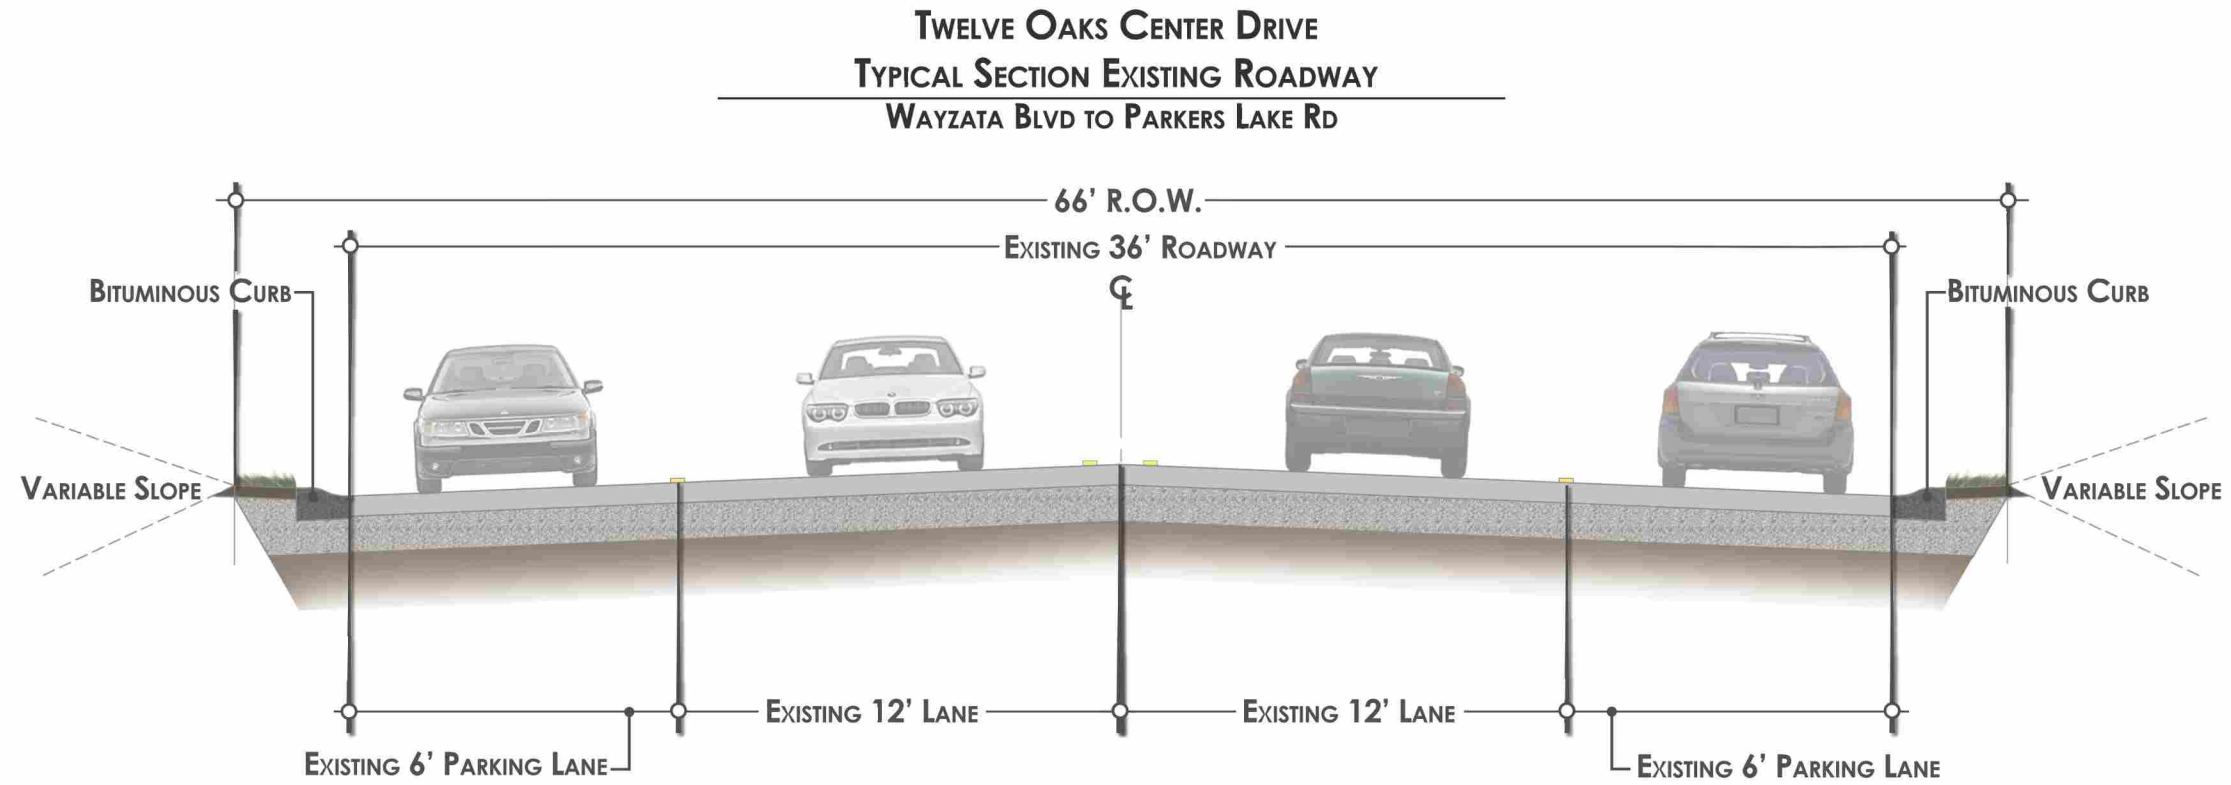 Twelve Oaks Center Drive
Typical Section Existing Roadway
Wayzata Blvd to Parkers Lake Rd
66' R.O.W.
Existing 36' Roadway
℄
Bituminous Curb
Bituminous Curb
Variable Slope
Variable Slope
Existing 12' Lane
Existing 12' Lane
Existing 6' Parking Lane
Existing 6' Parking Lane